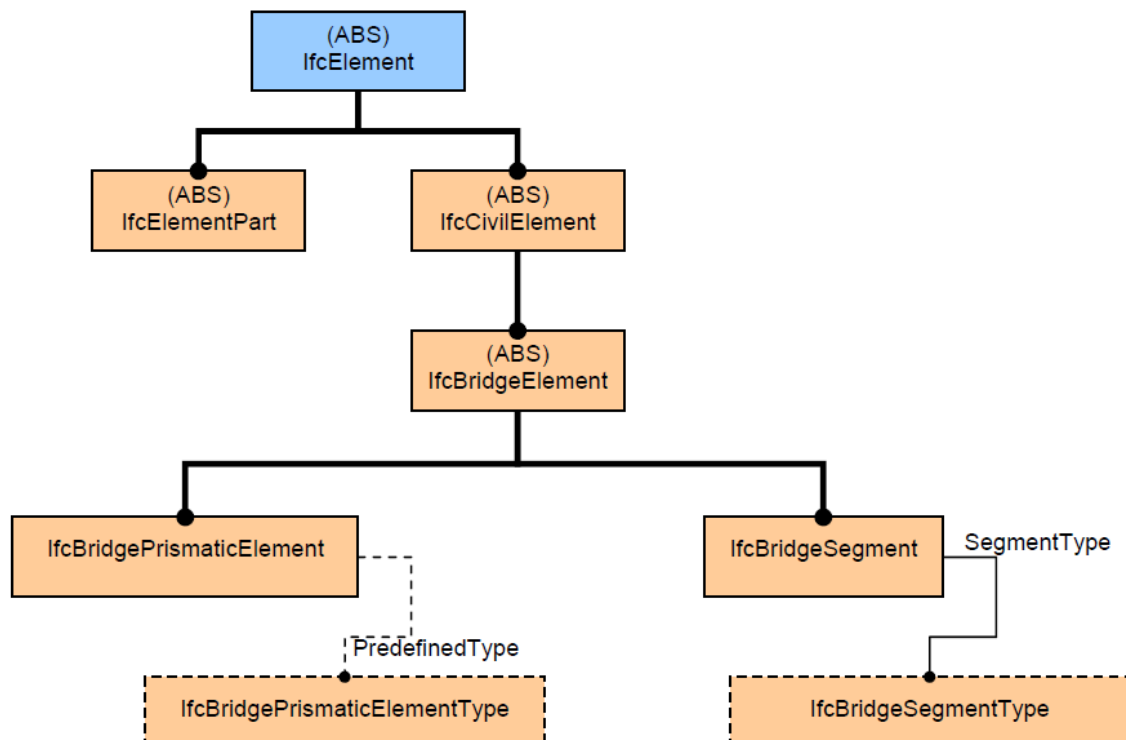 (ABS)
IfcElement
(ABS)
IfcElementPart
(ABS)
IfcCivilElement
(ABS)
IfcBridgeElement
IfcBridgePrismaticElement
IfcBridgeSegment
SegmentType
PredefinedType
IfcBridgePrismaticElementType
IfcBridgeSegmentType